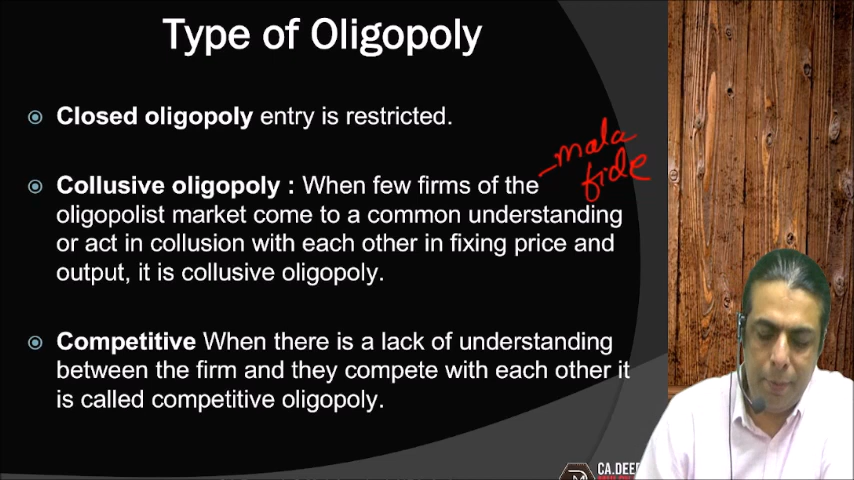 Type of Oligopoly
Closed oligopoly entry is restricted.
Collusive oligopoly : When few firms of the
oligopolist market come to a common understanding
or act in collusion with each other in fixing price and
output, it is collusive oligopoly.
mala
fide
Competitive When there is a lack of understanding
between the firm and they compete with each other it
is called competitive oligopoly.
CA.DEE